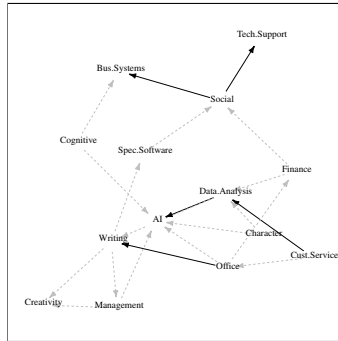 Tech.Support
Bus.Systems
Social
Cognitive
Spec.Software
Finance
Data.Analysis
AI
Character
Writing
Cust.Service
Office
Creativity
Management